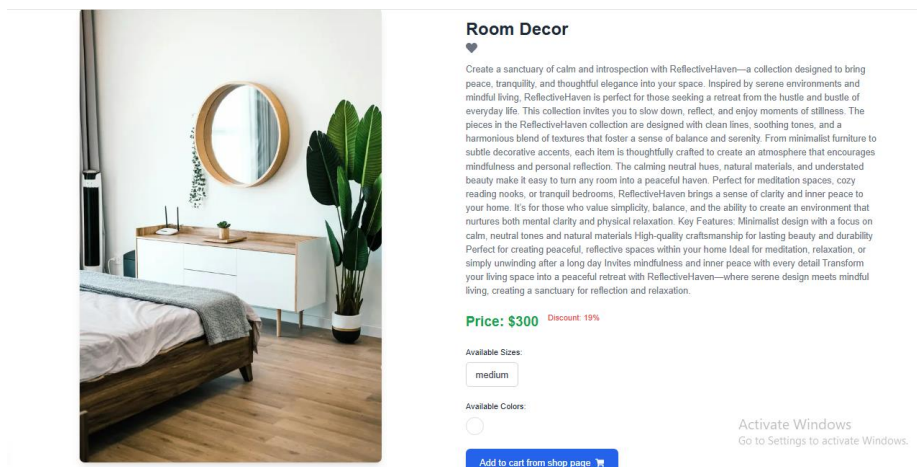 Room Decor
Create a sanctuary of calm and introspection with ReflectiveHaven—a collection designed to bring
peace, tranquility, and thoughtful elegance into your space. Inspired by serene environments and
mindful living, ReflectiveHaven is perfect for those seeking a retreat from the hustle and bustle of
everyday life. This collection invites you to slow down, reflect, and enjoy moments of stillness. The
pieces in the ReflectiveHaven collection are designed with clean lines, soothing tones, and a
harmonious blend of textures that foster a sense of balance and serenity. From minimalist furniture to
subtle decorative accents, each item is thoughtfully crafted to create an atmosphere that encourages
mindfulness and personal reflection. The calming neutral hues, natural materials, and understated
beauty make it easy to turn any room into a peaceful haven. Perfect for meditation spaces, cozy
reading nooks, or tranquil bedrooms, ReflectiveHaven brings a sense of clarity and inner peace to
your home. It's for those who value simplicity, balance, and the ability to create an environment that
nurtures both mental clarity and physical relaxation. Key Features: Minimalist design with a focus on
calm, neutral tones and natural materials High-quality craftsmanship for lasting beauty and durability
Perfect for creating peaceful, reflective spaces within your home Ideal for meditation, relaxation, or
simply unwinding after a long day Invites mindfulness and inner peace with every detail Transform
your living space into a peaceful retreat with ReflectiveHaven—where serene design meets mindful
living, creating a sanctuary for reflection and relaxation.
Price: $300 Discount: 19%
Available Sizes:
medium
Available Colors:
Add to cart from shop page
Activate Windows
Go to Settings to activate Windows.